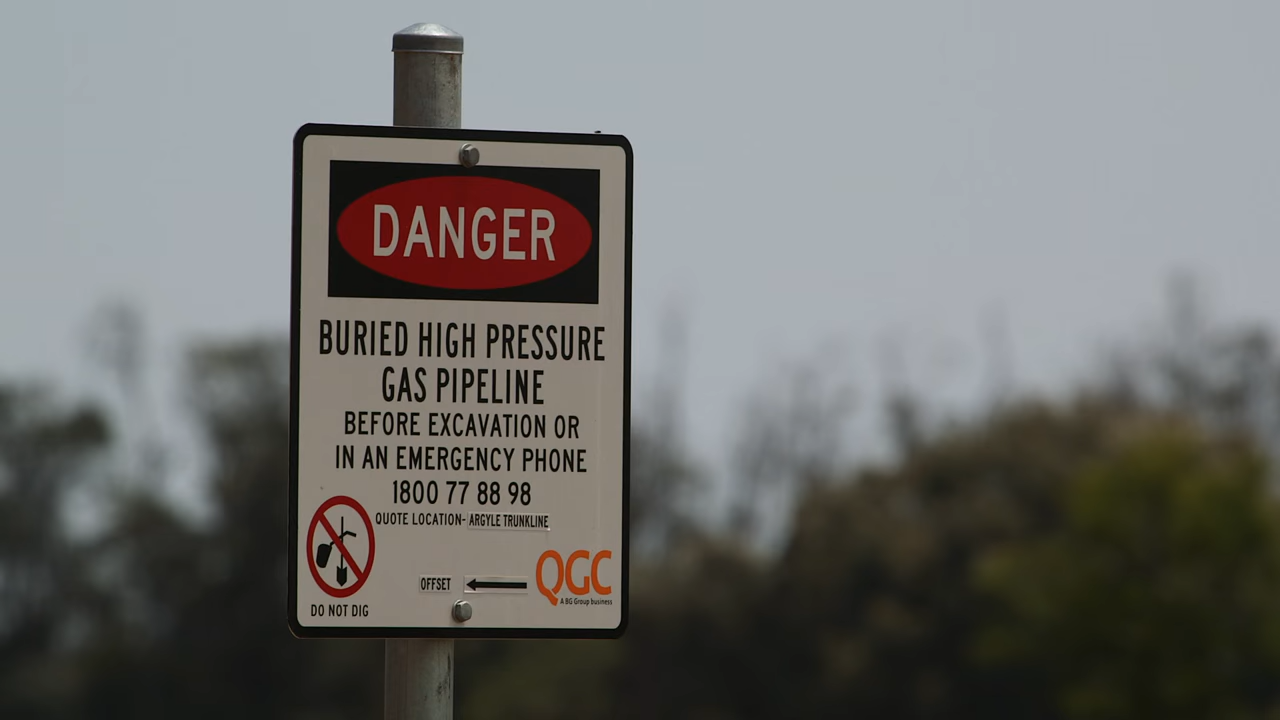 DANGER
BURIED HIGH PRESSURE
GAS PIPELINE
BEFORE EXCAVATION OR
IN AN EMERGENCY PHONE
1800 77 88 98
QUOTE LOCATION- ARGYLE TRUNKLINE
OFFSET
QGC
A BG Group business
DO NOT DIG